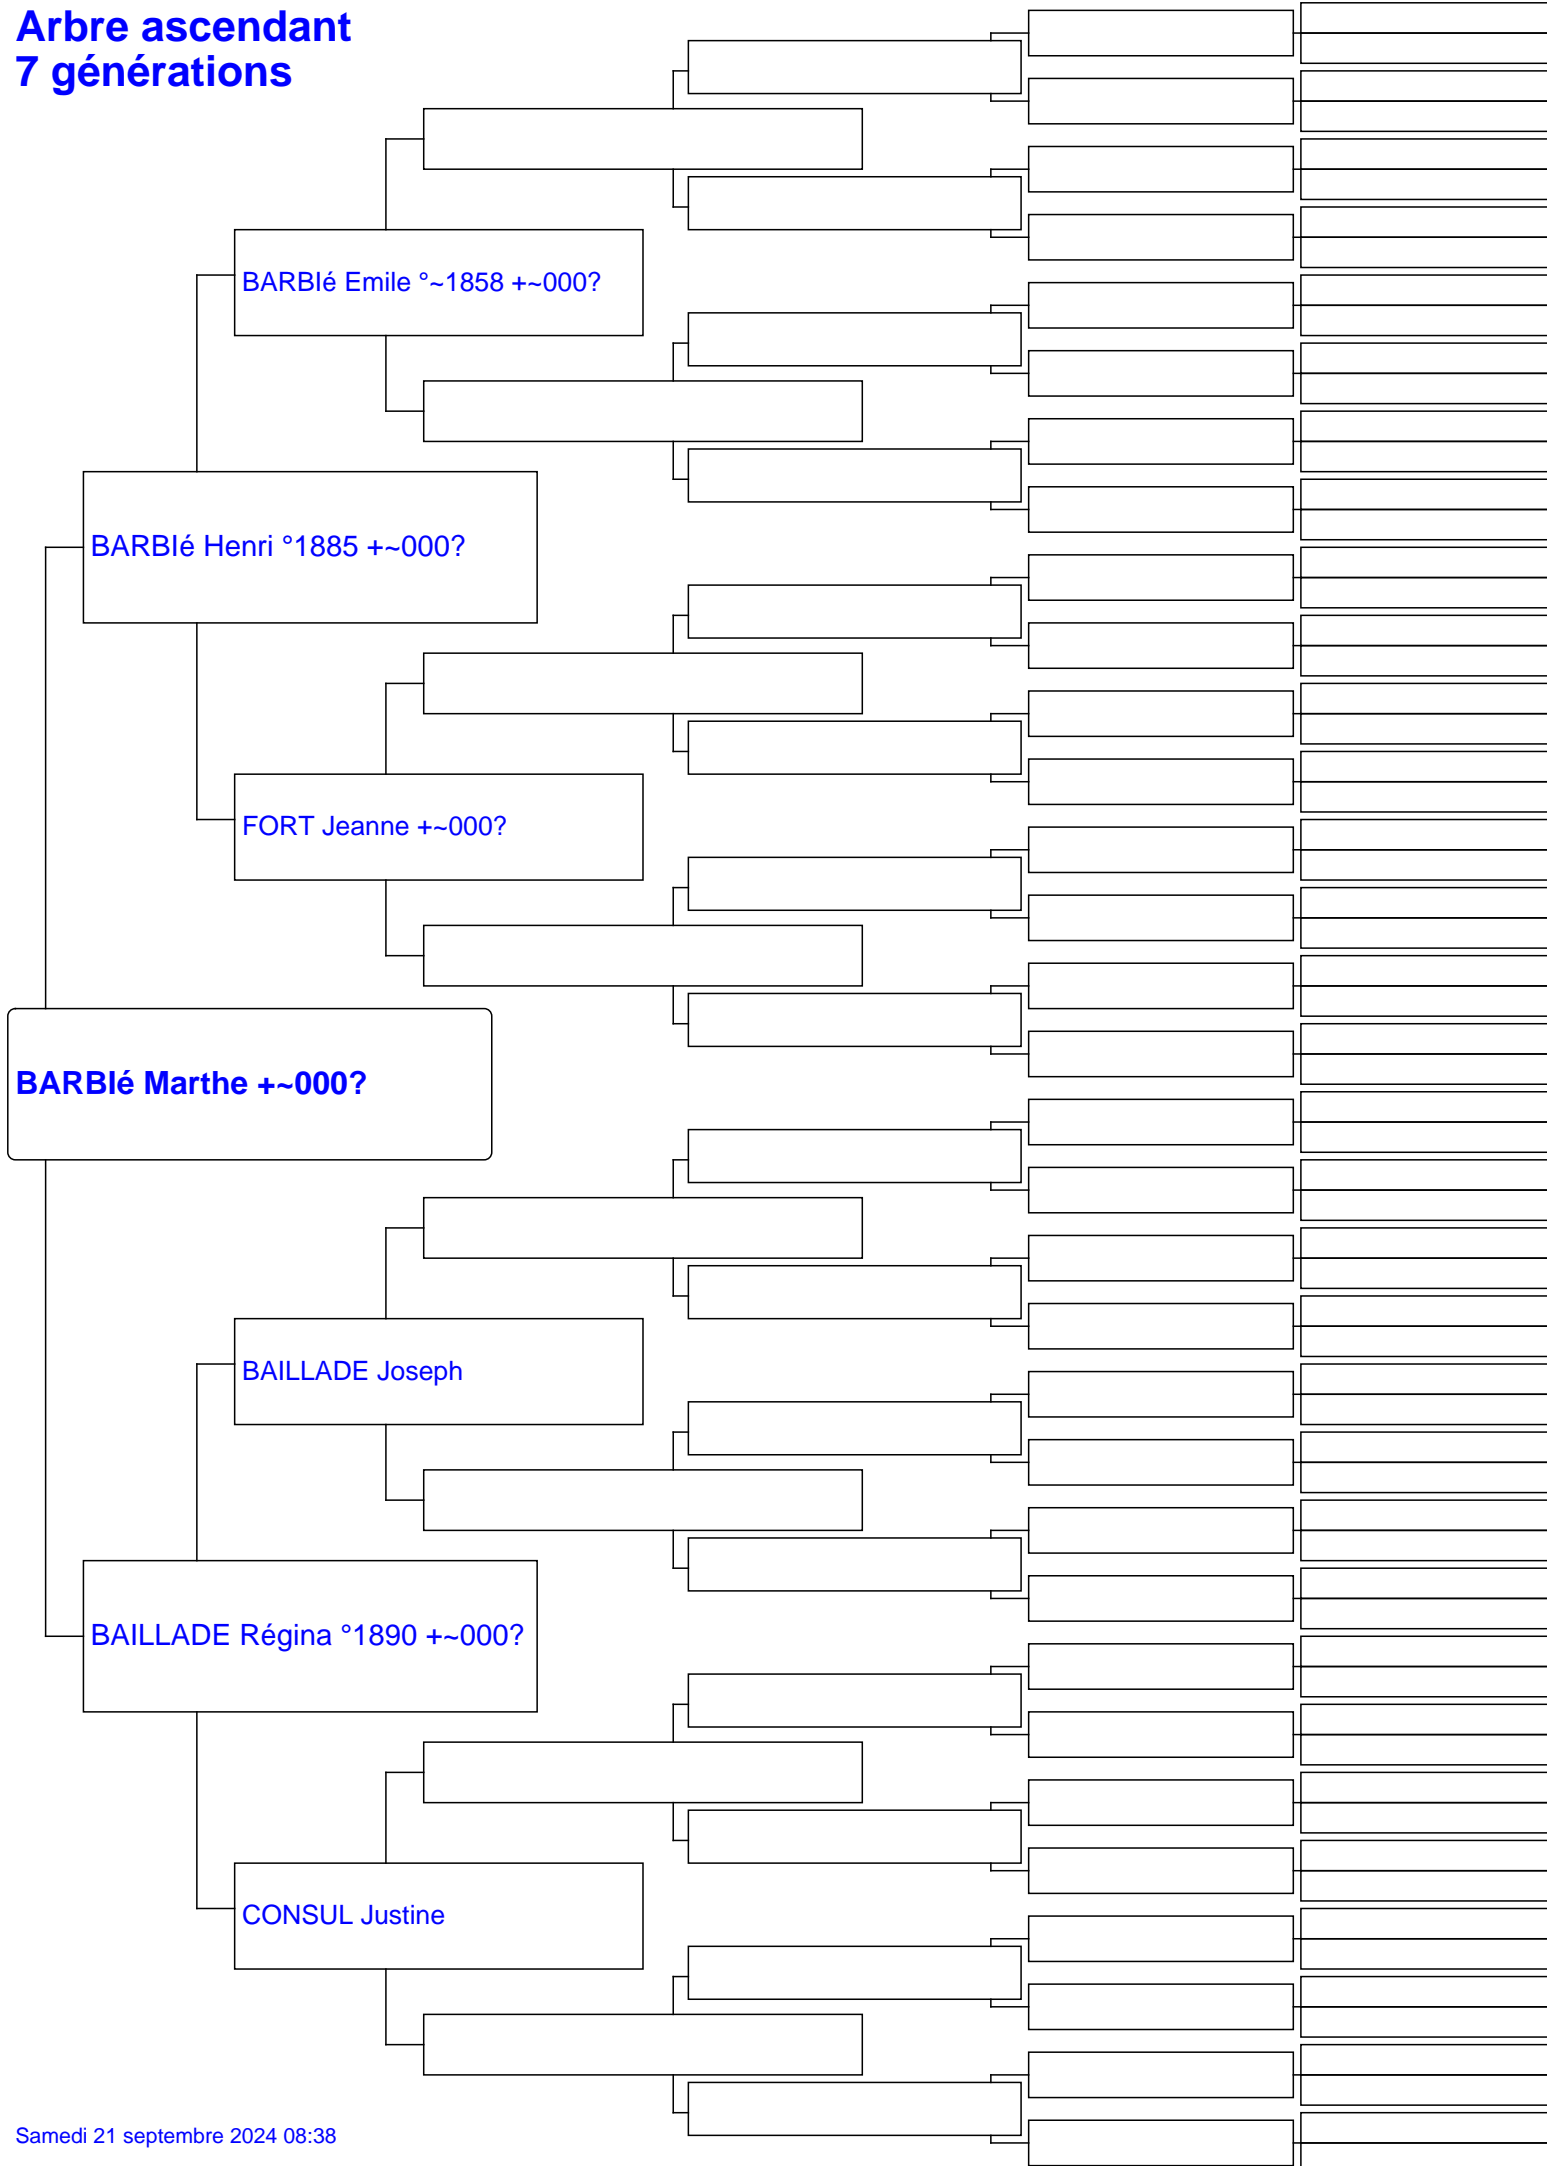 Arbre ascendant
7 générations
BARBIé Emile °~1858 +~000?
BARBIé Henri °1885 +~000?
FORT Jeanne +~000?
BARBIé Marthe +~000?
BAILLADE Joseph
BAILLADE Régina °1890 +~000?
CONSUL Justine
Samedi 21 septembre 2024 08:38